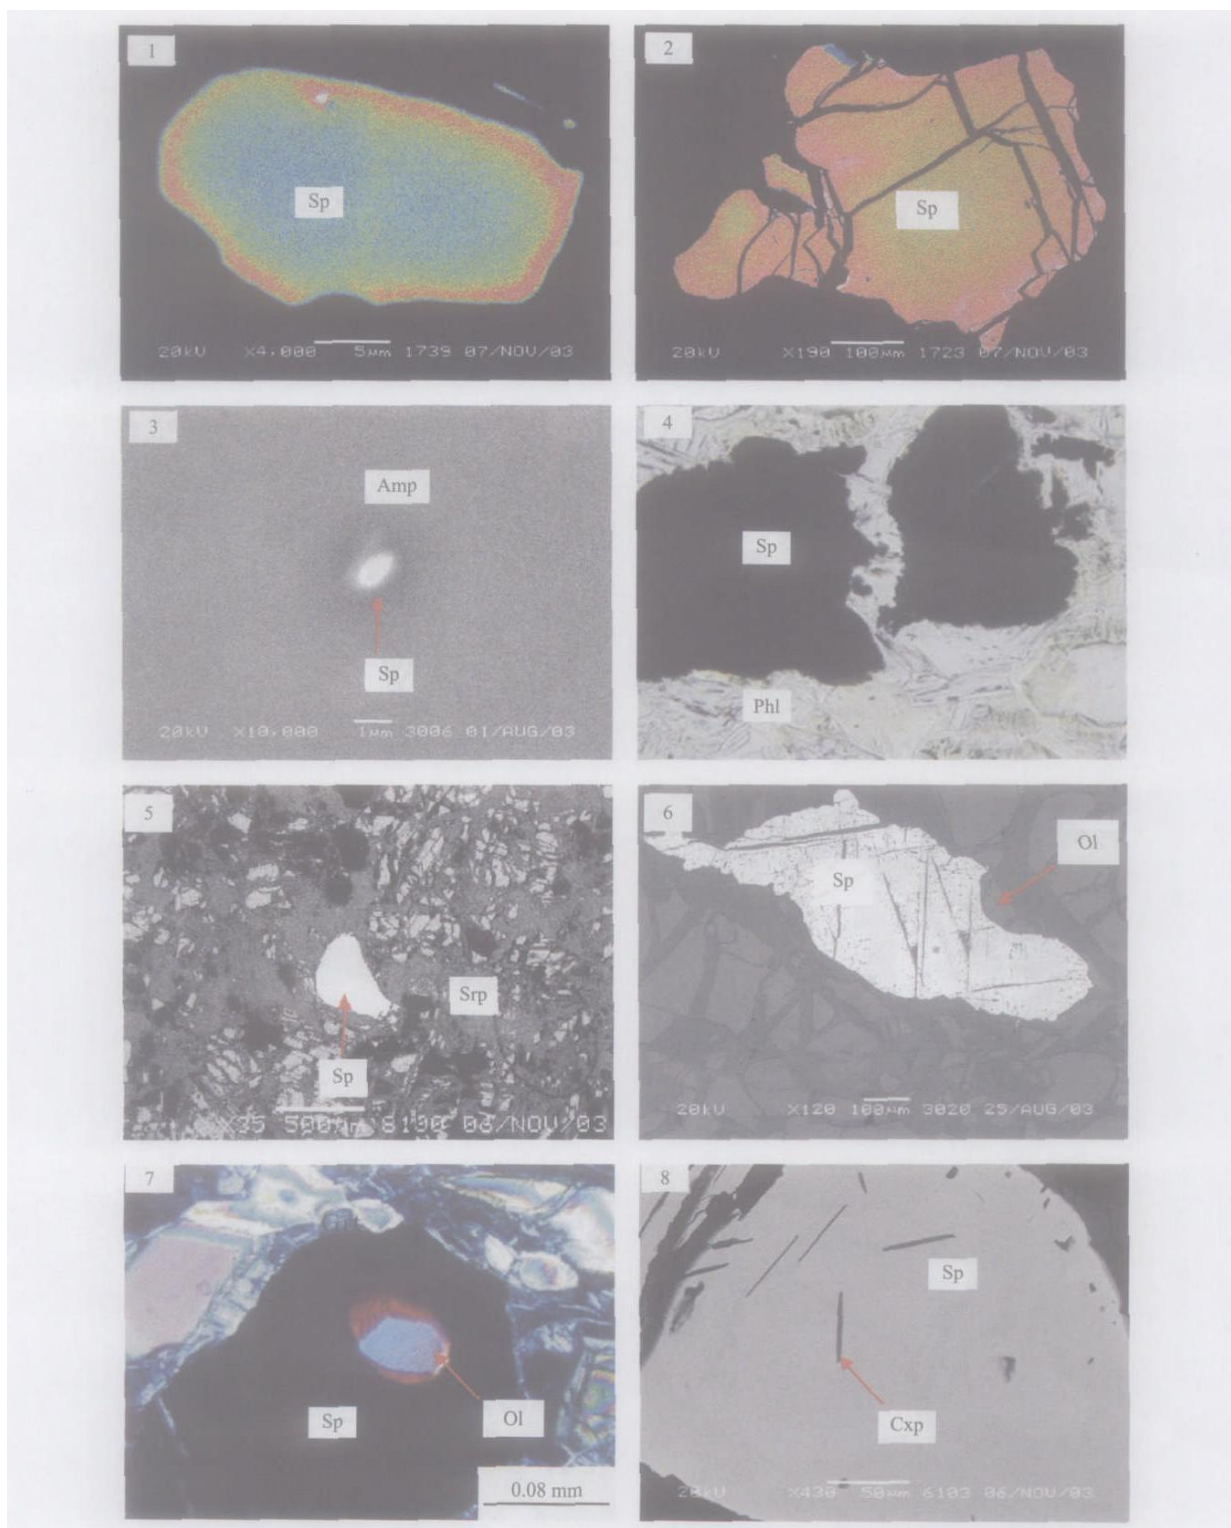 1
Sp
20kV X4,000 5µm 1739 07/NOV/03
2
Sp
20kV X190 100µm 1723 07/NOV/03
3
Amp
Sp
20kV X10,000 1µm 3006 01/AUG/03
4
Sp
Phl
5
Srp
Sp
X35 500µm 8100 06/NOV/03
6
Ol
Sp
20kV X120 100µm 3020 25/AUG/03
7
Sp
Ol
0.08 mm
8
Sp
Cxp
20kV X430 50µm 6103 06/NOV/03